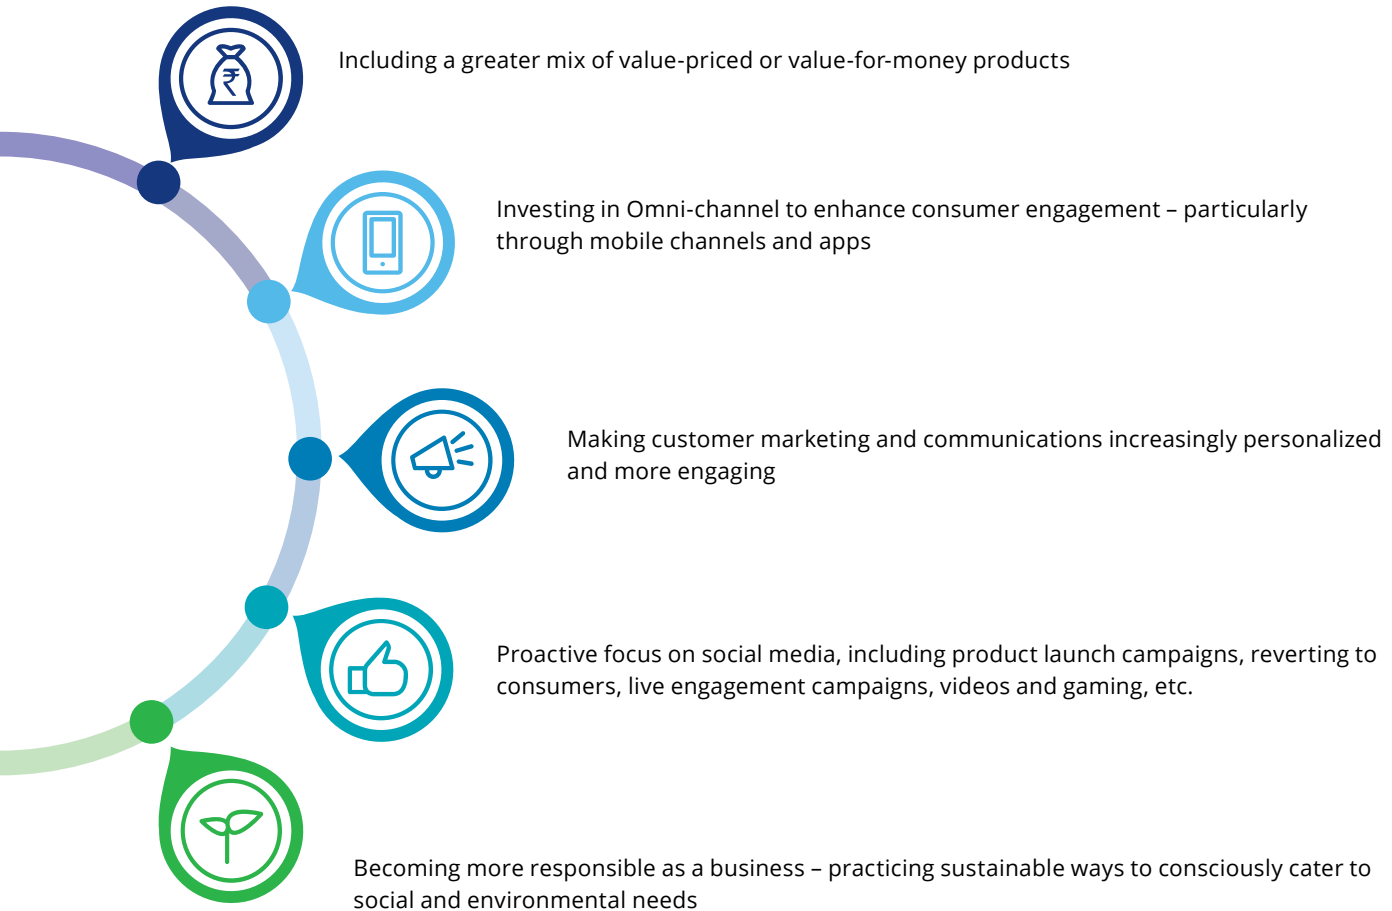 ₹
Including a greater mix of value-priced or value-for-money products
Investing in Omni-channel to enhance consumer engagement – particularly
through mobile channels and apps
Making customer marketing and communications increasingly personalized
and more engaging
Proactive focus on social media, including product launch campaigns, reverting to
consumers, live engagement campaigns, videos and gaming, etc.
Becoming more responsible as a business – practicing sustainable ways to consciously cater to
social and environmental needs